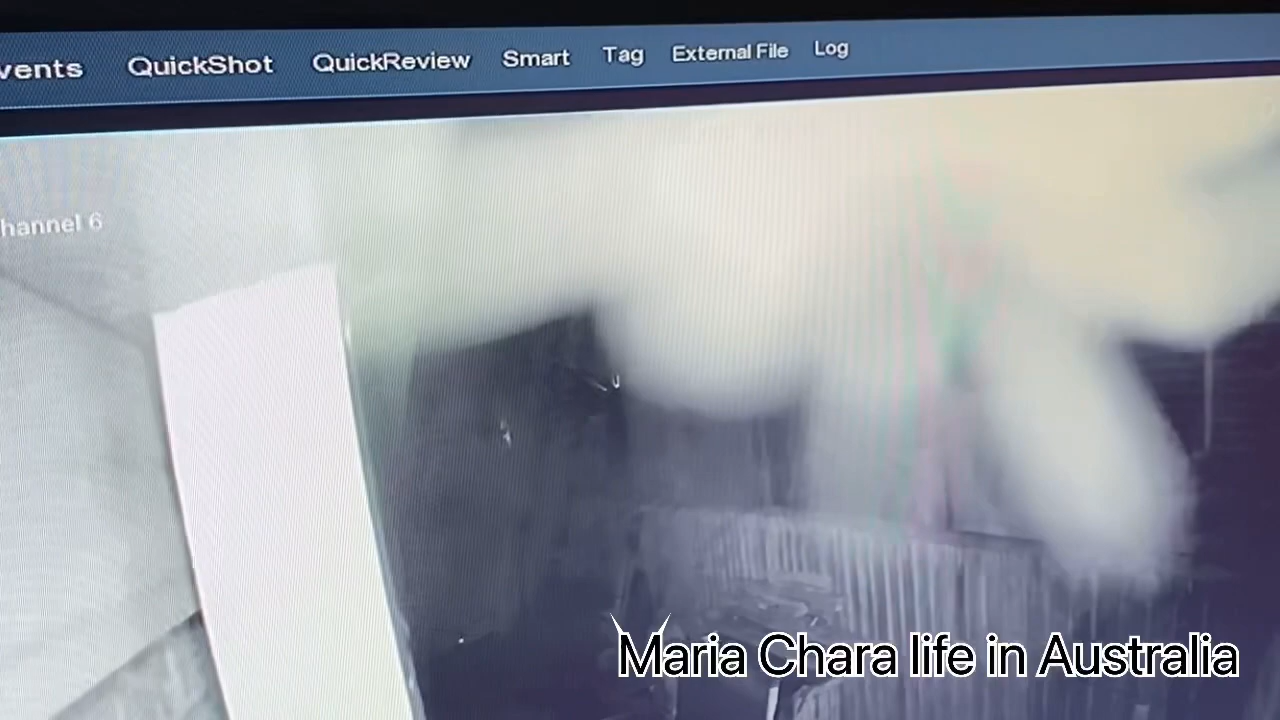 vents QuickShot QuickReview Smart Tag External File Log
hannel 6
Maria Chara life in Australia